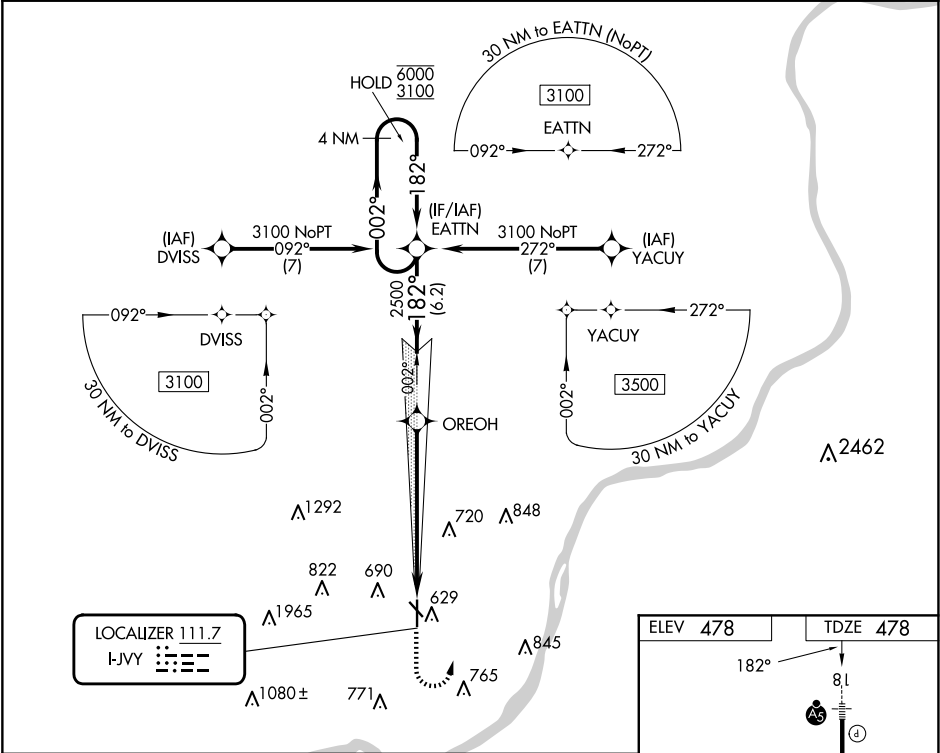 30 NM to EATTN (NoPT)
3100
EATTN
092°
272°
HOLD 6000
3100
4 NM
182°
002°
(IF/IAF)
EATTN
(IAF)
DVISS
3100 NoPT
092°
(7)
3100 NoPT
272°
(7)
(IAF)
YACUY
2500
182°
(6.2)
092°
DVISS
3100
002°
30 NM to DVISS
272°
YACUY
3500
002°
30 NM to YACUY
002°
OREOH
2462
1292
720
848
822
690
629
1965
845
LOCALIZER 111.7
I-JVY
1080 ±
771
765
ELEV 478
TDZE 478
182°
18
A5
P